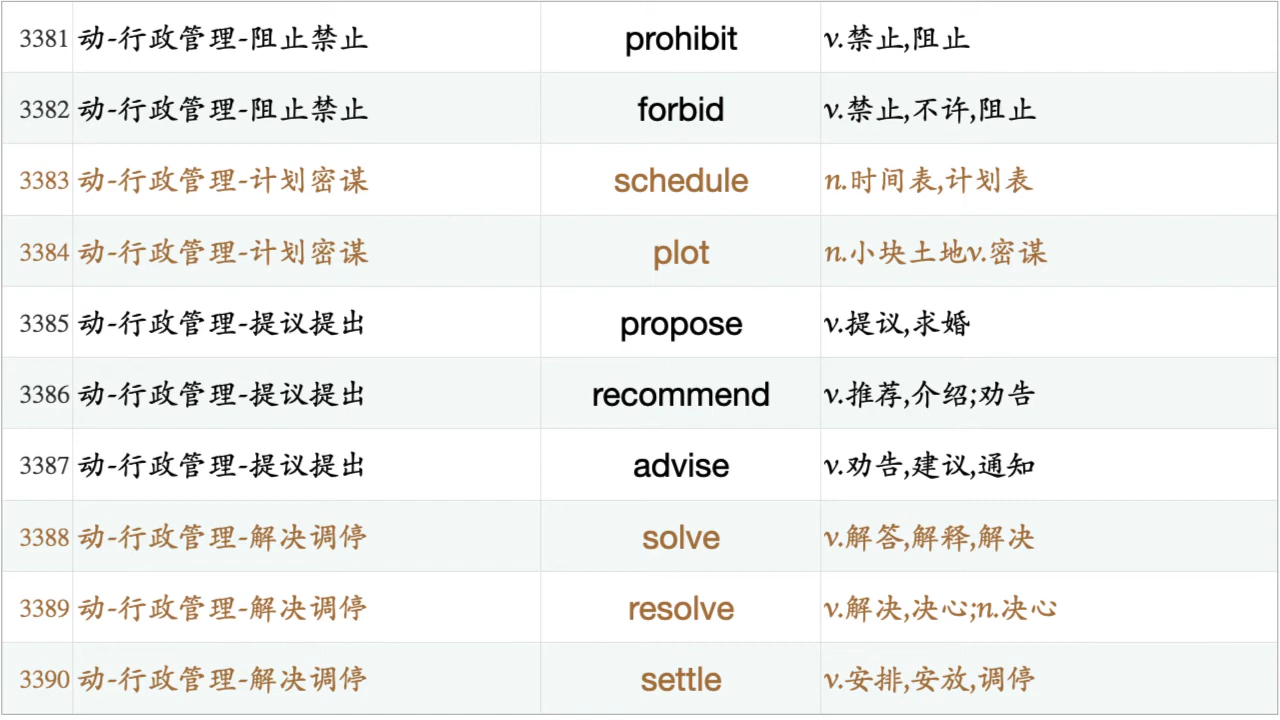 3381 动-行政管理-阻止禁止 prohibit v.禁止,阻止
3382 动-行政管理-阻止禁止 forbid v.禁止,不许,阻止
3383 动-行政管理-计划密谋 schedule n.时间表,计划表
3384 动-行政管理-计划密谋 plot n.小块土地v.密谋
3385 动-行政管理-提议提出 propose v.提议,求婚
3386 动-行政管理-提议提出 recommend v.推荐,介绍;劝告
3387 动-行政管理-提议提出 advise v.劝告,建议,通知
3388 动-行政管理-解决调停 solve v.解答,解释,解决
3389 动-行政管理-解决调停 resolve v.解决,决心;n.决心
3390 动-行政管理-解决调停 settle v.安排,安放,调停